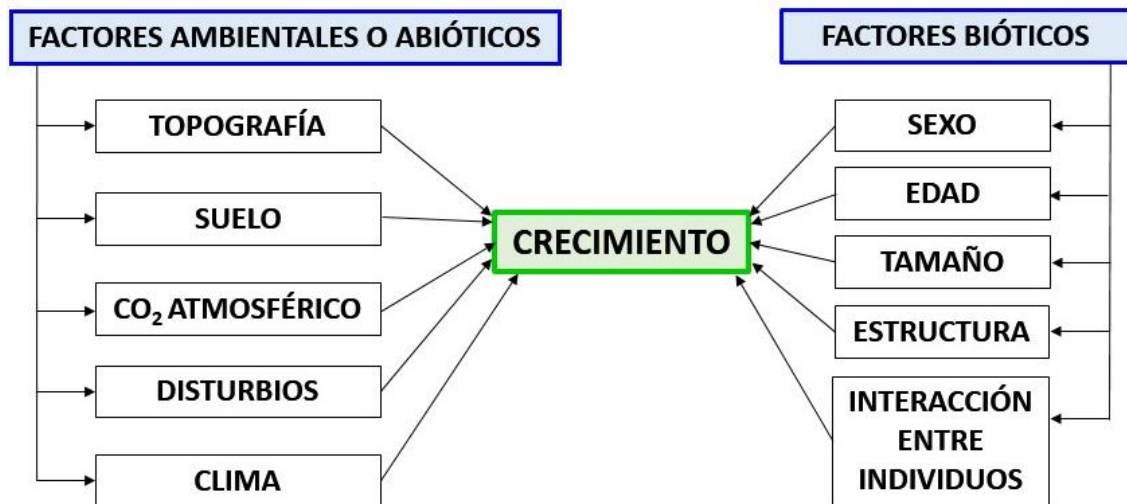 FACTORES AMBIENTALES O ABIÓTICOS
TOPOGRAFÍA
SUELO
CO₂ ATMOSFÉRICO
DISTURBIOS
CLIMA
CRECIMIENTO
FACTORES BIÓTICOS
SEXO
EDAD
TAMAÑO
ESTRUCTURA
INTERACCIÓN
ENTRE
INDIVIDUOS